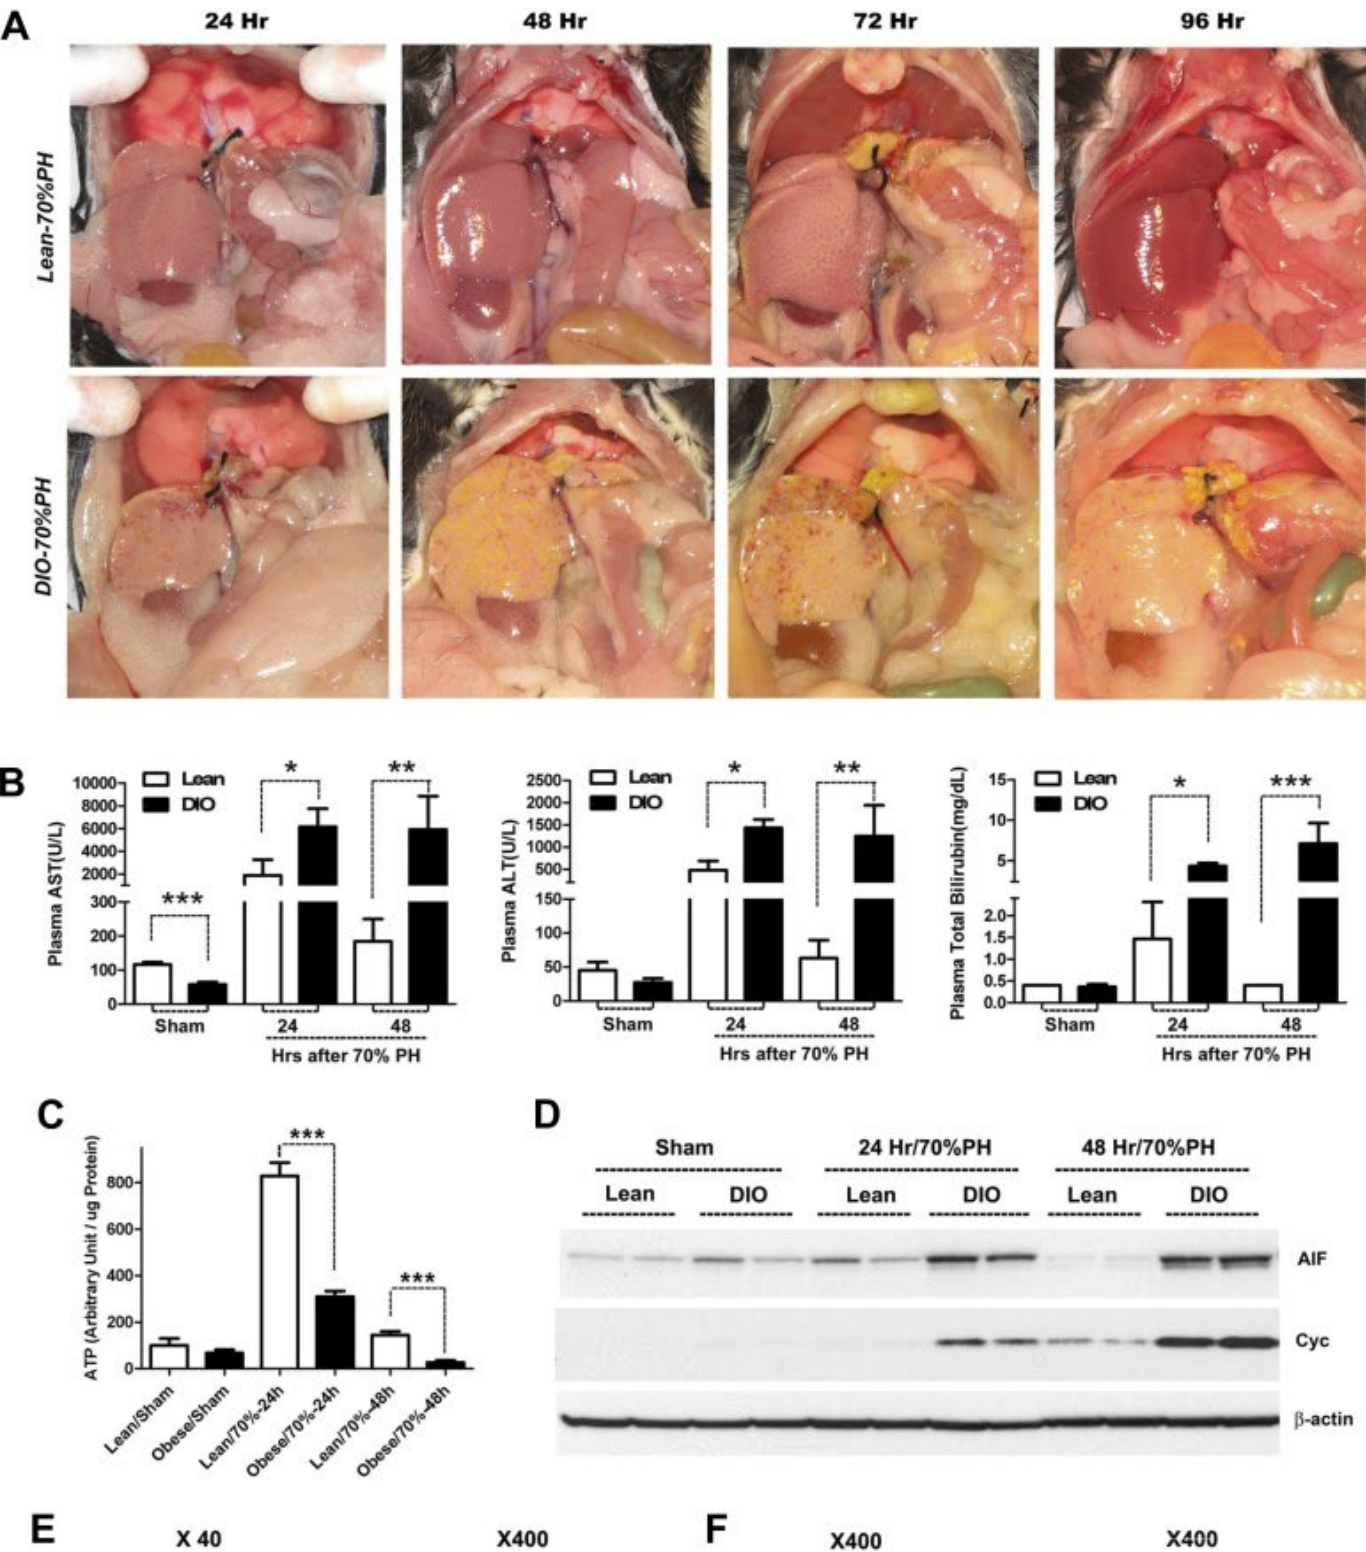 A
24 Hr
48 Hr
72 Hr
96 Hr
Lean-70%PH
DIO-70%PH
B
Plasma AST(U/L)
10000
8000
6000
4000
2000
300
200
100
0
Lean
DIO
*
**
***
Sham
24
48
Hrs after 70% PH
Plasma ALT(U/L)
2500
2000
1500
1000
500
150
100
50
0
Lean
DIO
*
**
Sham
24
48
Hrs after 70% PH
Plasma Total Bilirubin(mg/dL)
15
10
5
2.0
1.5
1.0
0.5
0.0
Lean
DIO
*
***
Sham
24
48
Hrs after 70% PH
C
ATP (Arbitrary Unit / ug Protein)
800
600
400
200
0
***
***
Lean/Sham
Obese/Sham
Lean/70%-24h
Obese/70%-24h
Lean/70%-48h
Obese/70%-48h
D
Sham
24 Hr/70%PH
48 Hr/70%PH
Lean
DIO
Lean
DIO
Lean
DIO
AIF
Cyc
β-actin
E
X 40
X400
F
X400
X400